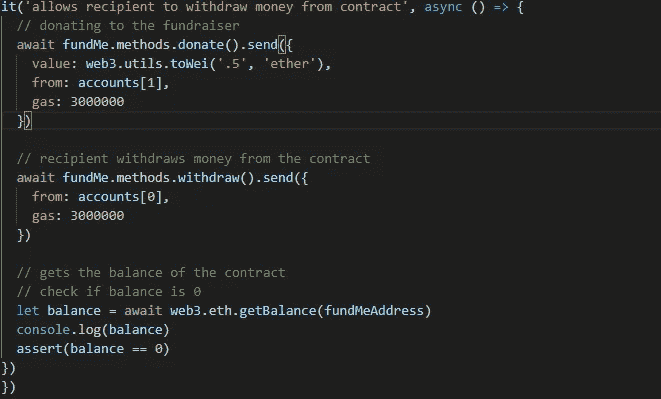 it('allows recipient to withdraw money from contract', async () => {
// donating to the fundraiser
await fundMe.methods.donate().send({
value: web3.utils.toWei('.5', 'ether'),
from: accounts[1],
gas: 3000000
})
// recipient withdraws money from the contract
await fundMe.methods.withdraw().send({
from: accounts[0],
gas: 3000000
})
// gets the balance of the contract
// check if balance is 0
let balance = await web3.eth.getBalance(fundMeAddress)
console.log(balance)
assert(balance == 0)
})
})